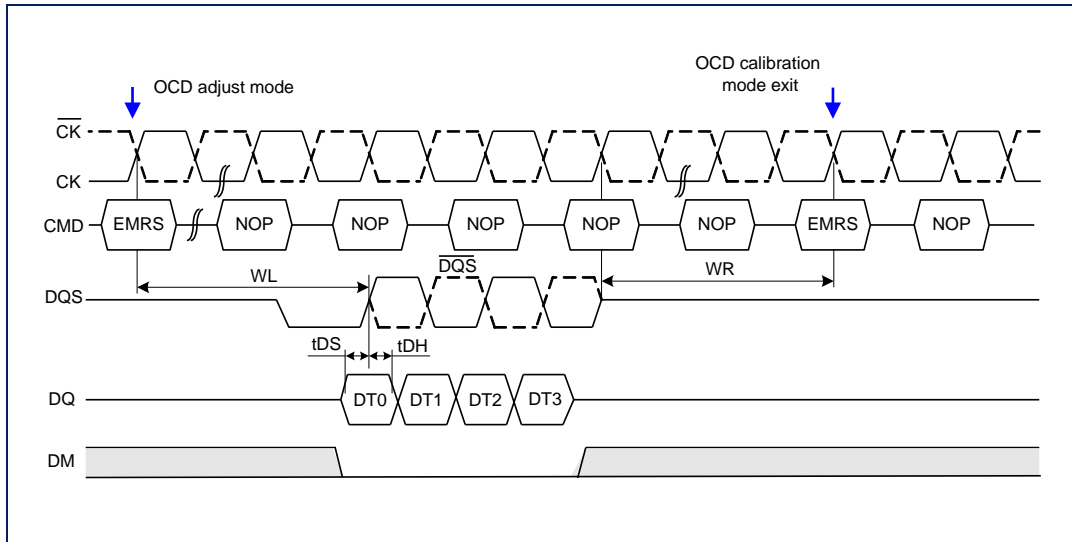 OCD adjust mode
OCD calibration
mode exit
CK
CK
CMD
EMRS
NOP
NOP
NOP
NOP
NOP
EMRS
NOP
WL
DQS
WR
DQS
tDS
tDH
DQ
DT0
DT1
DT2
DT3
DM